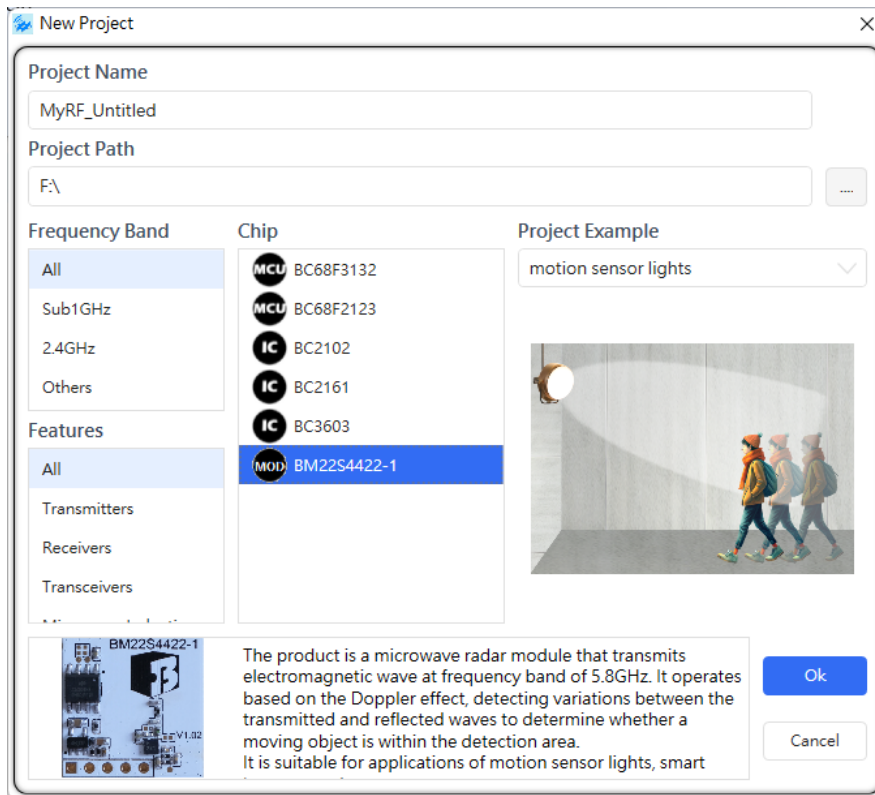 New Project
Project Name
MyRF_Untitled
Project Path
F:\
....
Frequency Band
All
Sub1GHz
2.4GHz
Others
Features
All
Transmitters
Receivers
Transceivers
Chip
MCU BC68F3132
MCU BC68F2123
IC BC2102
IC BC2161
IC BC3603
MOD BM22S4422-1
Project Example
motion sensor lights
BM22S4422-1
V1.02
The product is a microwave radar module that transmits
electromagnetic wave at frequency band of 5.8GHz. It operates
based on the Doppler effect, detecting variations between the
transmitted and reflected waves to determine whether a
moving object is within the detection area.
It is suitable for applications of motion sensor lights, smart
Ok
Cancel